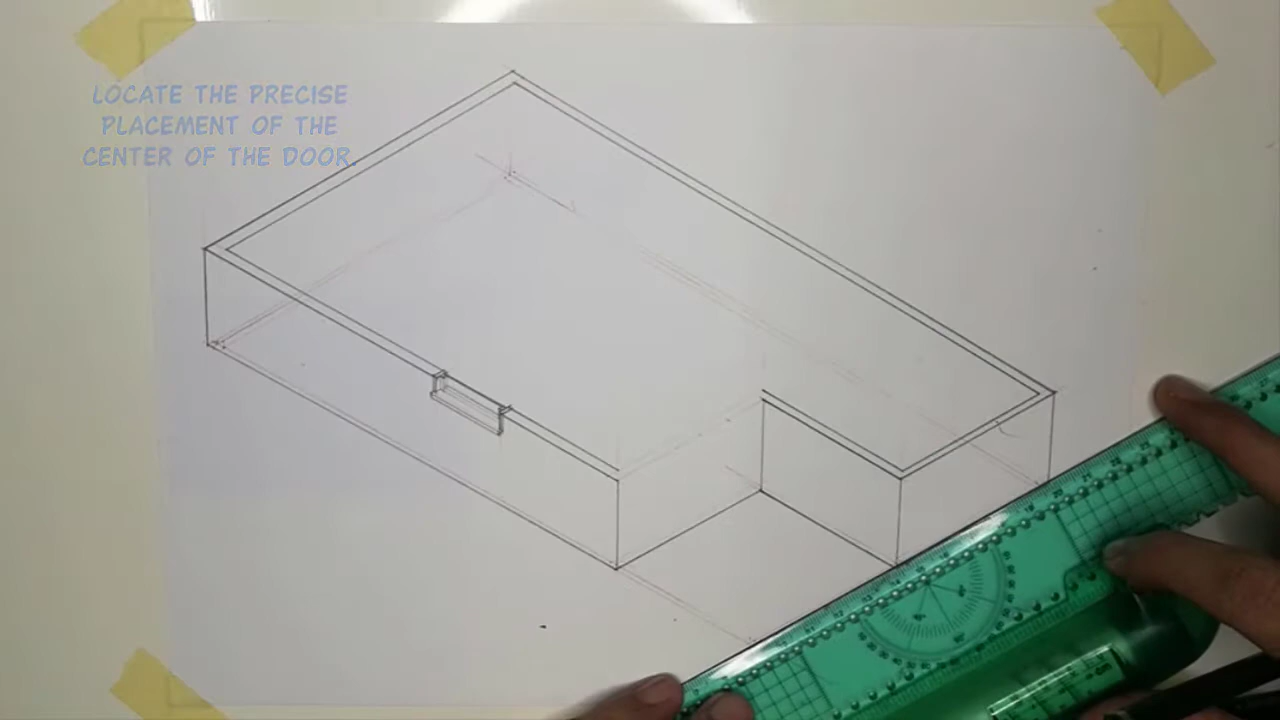 LOCATE THE PRECISE
PLACEMENT OF THE
CENTER OF THE DOOR.